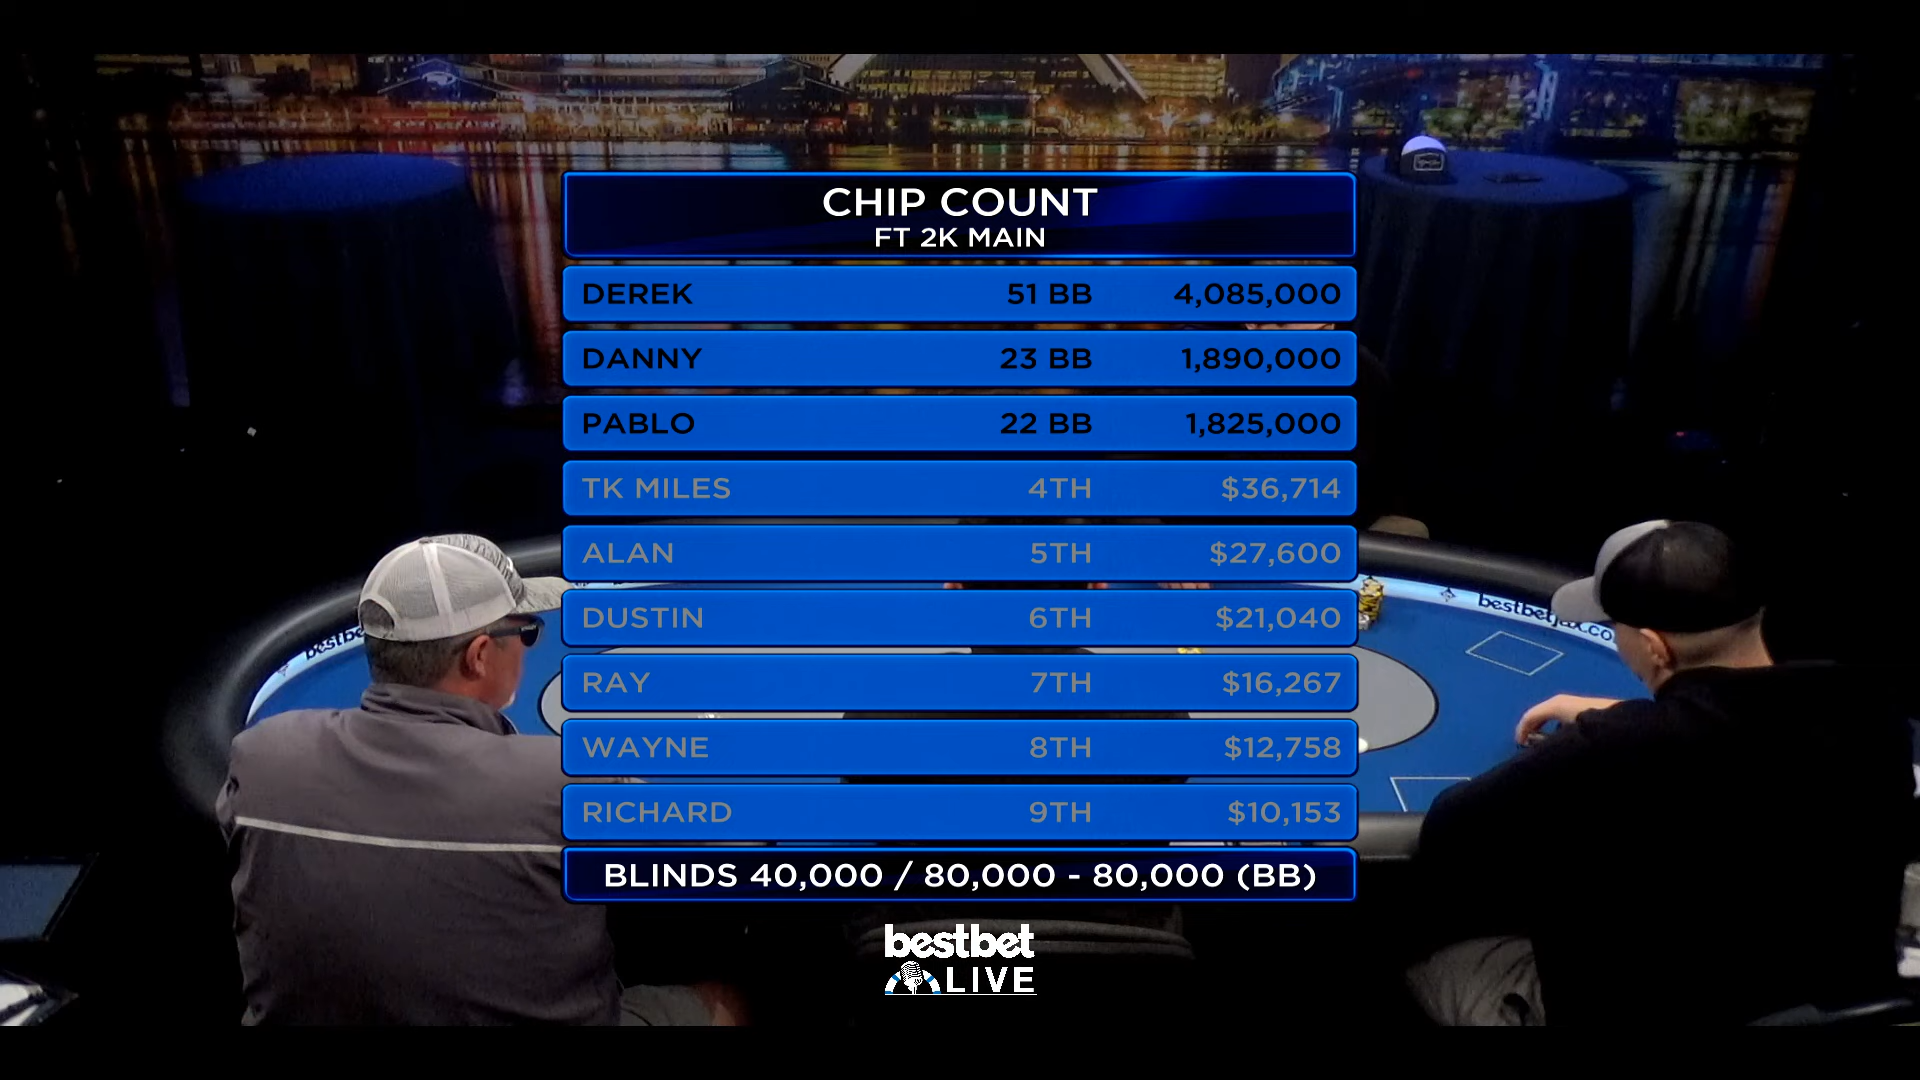 CHIP COUNT
FT 2K MAIN
DEREK 51 BB 4,085,000
DANNY 23 BB 1,890,000
PABLO 22 BB 1,825,000
TK MILES 4TH $36,714
ALAN 5TH $27,600
DUSTIN 6TH $21,040
RAY 7TH $16,267
WAYNE 8TH $12,758
RICHARD 9TH $10,153
BLINDS 40,000 / 80,000 - 80,000 (BB)
bestbet
LIVE